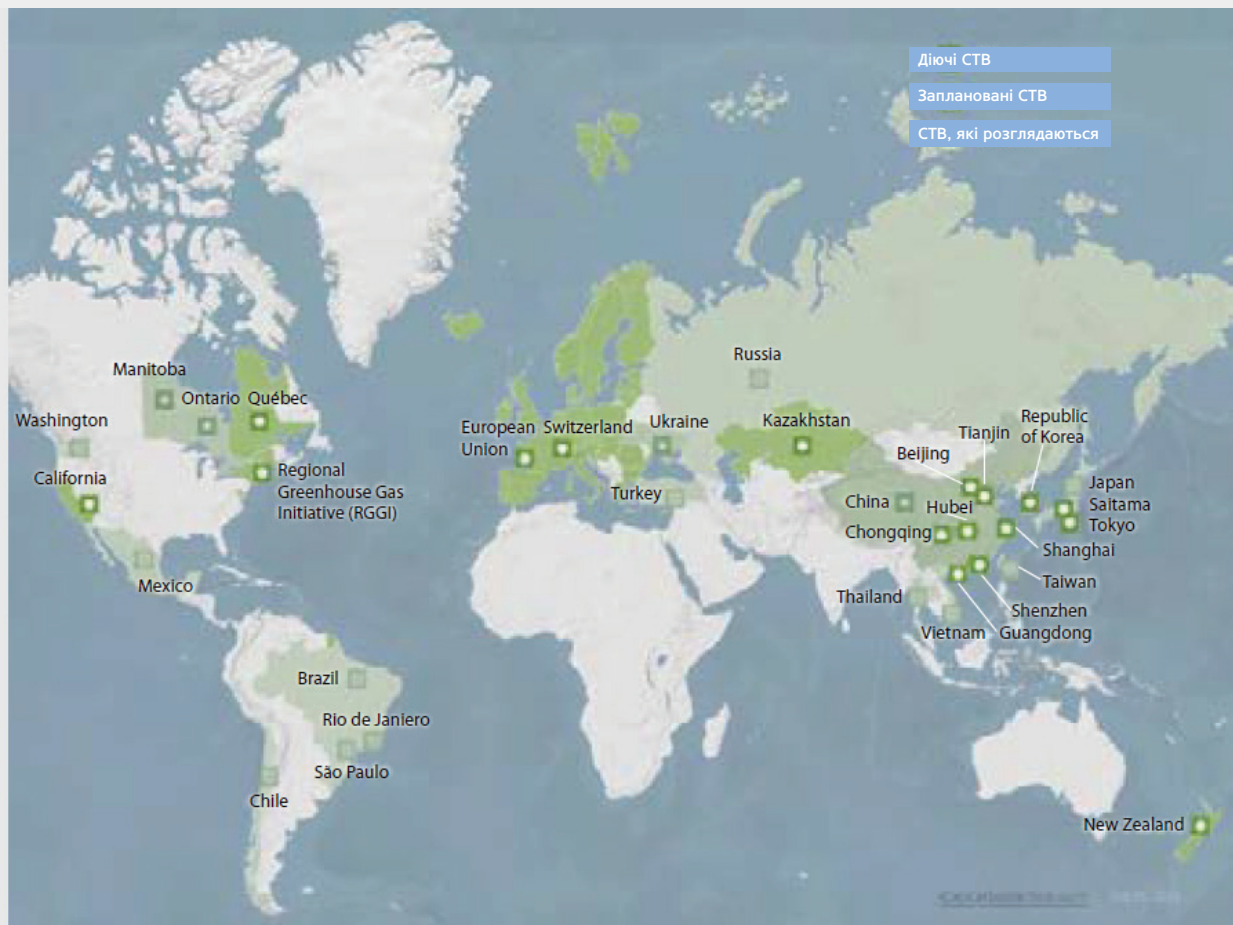 Діючі СТВ
Заплановані СТВ
СТВ, які розглядаються
Manitoba
Ontario
Québec
Washington
California
Regional
Greenhouse Gas
Initiative (RGGI)
Mexico
Brazil
Rio de Janiero
São Paulo
Chile
European
Union
Switzerland
Ukraine
Turkey
Russia
Kazakhstan
Republic
of Korea
Tianjin
Beijing
China
Hubei
Chongqing
Japan
Saitama
Tokyo
Shanghai
Taiwan
Thailand
Shenzhen
Vietnam
Guangdong
New Zealand